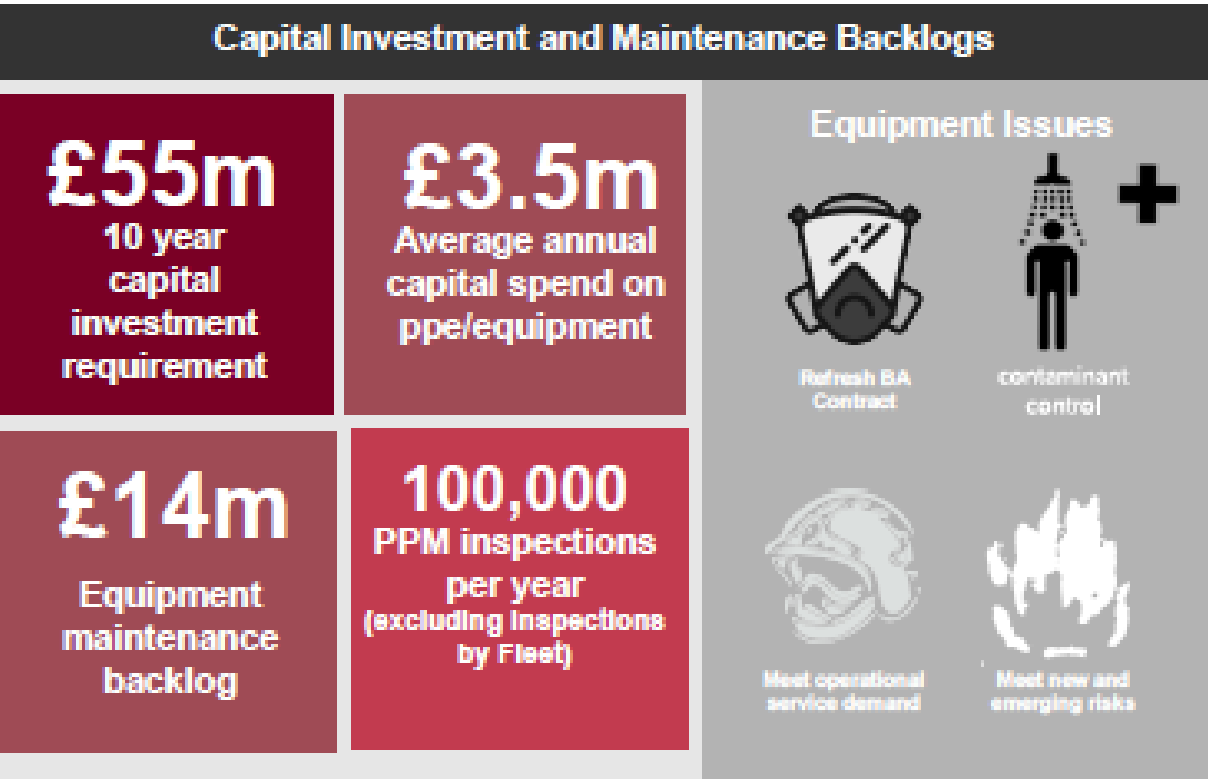 Capital Investment and Maintenance Backlogs
£55m
10 year
capital
investment
requirement
£3.5m
Average annual
capital spend on
ppe/equipment
£14m
Equipment
maintenance
backlog
100,000
PPM inspections
per year
(excluding inspections
by Fleet)
Equipment Issues
Refresh BA
Contract
contaminant
control
Meet operational
service demand
Meet new and
emerging risks